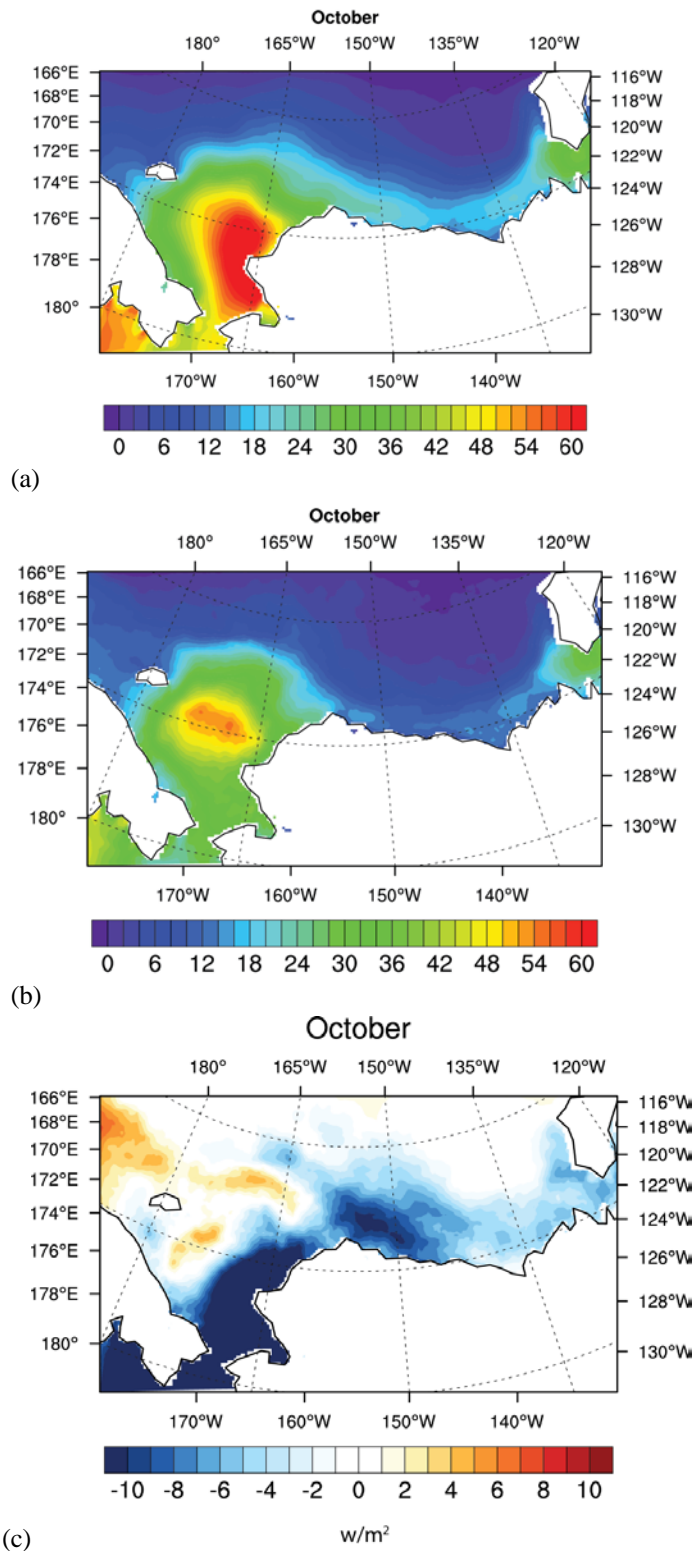 October
180° 165°W 150°W 135°W 120°W
166°E 116°W
168°E 118°W
170°E 120°W
172°E 122°W
174°E 124°W
176°E 126°W
178°E 128°W
180° 130°W
170°W 160°W 150°W 140°W
0 6 12 18 24 30 36 42 48 54 60
(a)
October
180° 165°W 150°W 135°W 120°W
166°E 116°W
168°E 118°W
170°E 120°W
172°E 122°W
174°E 124°W
176°E 126°W
178°E 128°W
180° 130°W
170°W 160°W 150°W 140°W
0 6 12 18 24 30 36 42 48 54 60
(b)
October
180° 165°W 150°W 135°W 120°W
166°E 116°W
168°E 118°W
170°E 120°W
172°E 122°W
174°E 124°W
176°E 126°W
178°E 128°W
180° 130°W
170°W 160°W 150°W 140°W
-10 -8 -6 -4 -2 0 2 4 6 8 10
(c) w/m²